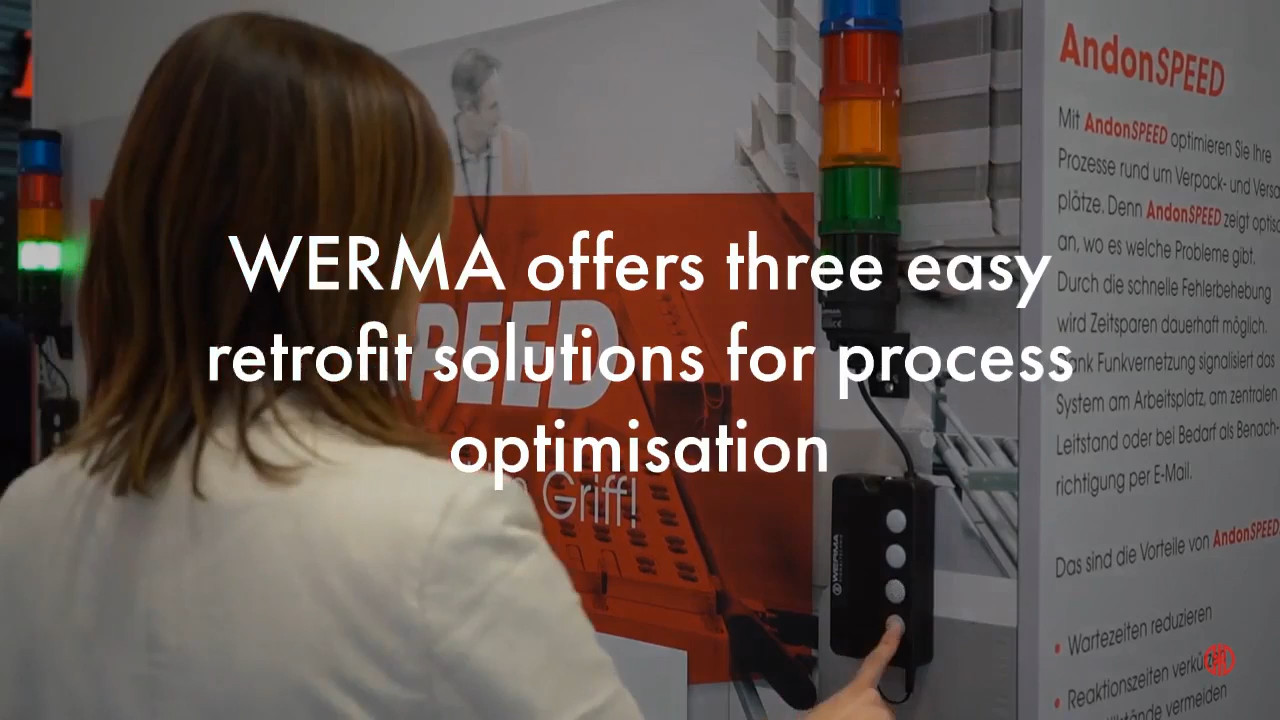 WERMA offers three easy
retrofit solutions for process
optimisation
PEED
Griff!
WERMA
AndonSPEED
Mit AndonSPEED optimieren Sie Ihre
Prozesse rund um Verpack- und Versa
plätze. Denn AndonSPEED zeigt optisc
an, wo es welche Probleme gibt.
Durch die schnelle Fehlerbehebung
wird Zeitsparen dauerhaft möglich.
Funkvernetzung signalisiert das
System am Arbeitsplatz, am zentralen
Leitstand oder bei Bedarf als Benach-
richtigung per E-Mail.
Das sind die Vorteile von AndonSPEED
• Wartezeiten reduzieren
• Reaktionszeiten
vermeiden